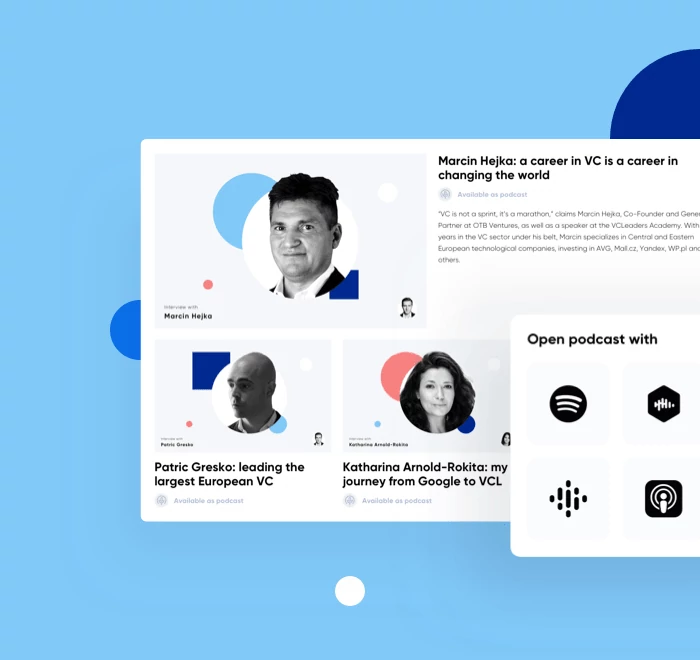 Marcin Hejka: a career in VC is a career in
changing the world
Available as podcast
"VC is not a sprint, it's a marathon," claims Marcin Hejka, Co-Founder and Gener
Partner at OTB Ventures, as well as a speaker at the VCLeaders Academy. With
years in the VC sector under his belt, Marcin specializes in Central and Eastern
European technological companies, investing in AVG, Mall.cz, Yandex, WP.pl and
others.
Interview with
Marcin Hejka
Open podcast with
Interview with
Patric Gresko
Interview with
Katharina Arnold-Rokita
Patric Gresko: leading the
largest European VC
Available as podcast
Katharina Arnold-Rokita: my
journey from Google to VCL
Available as podcast